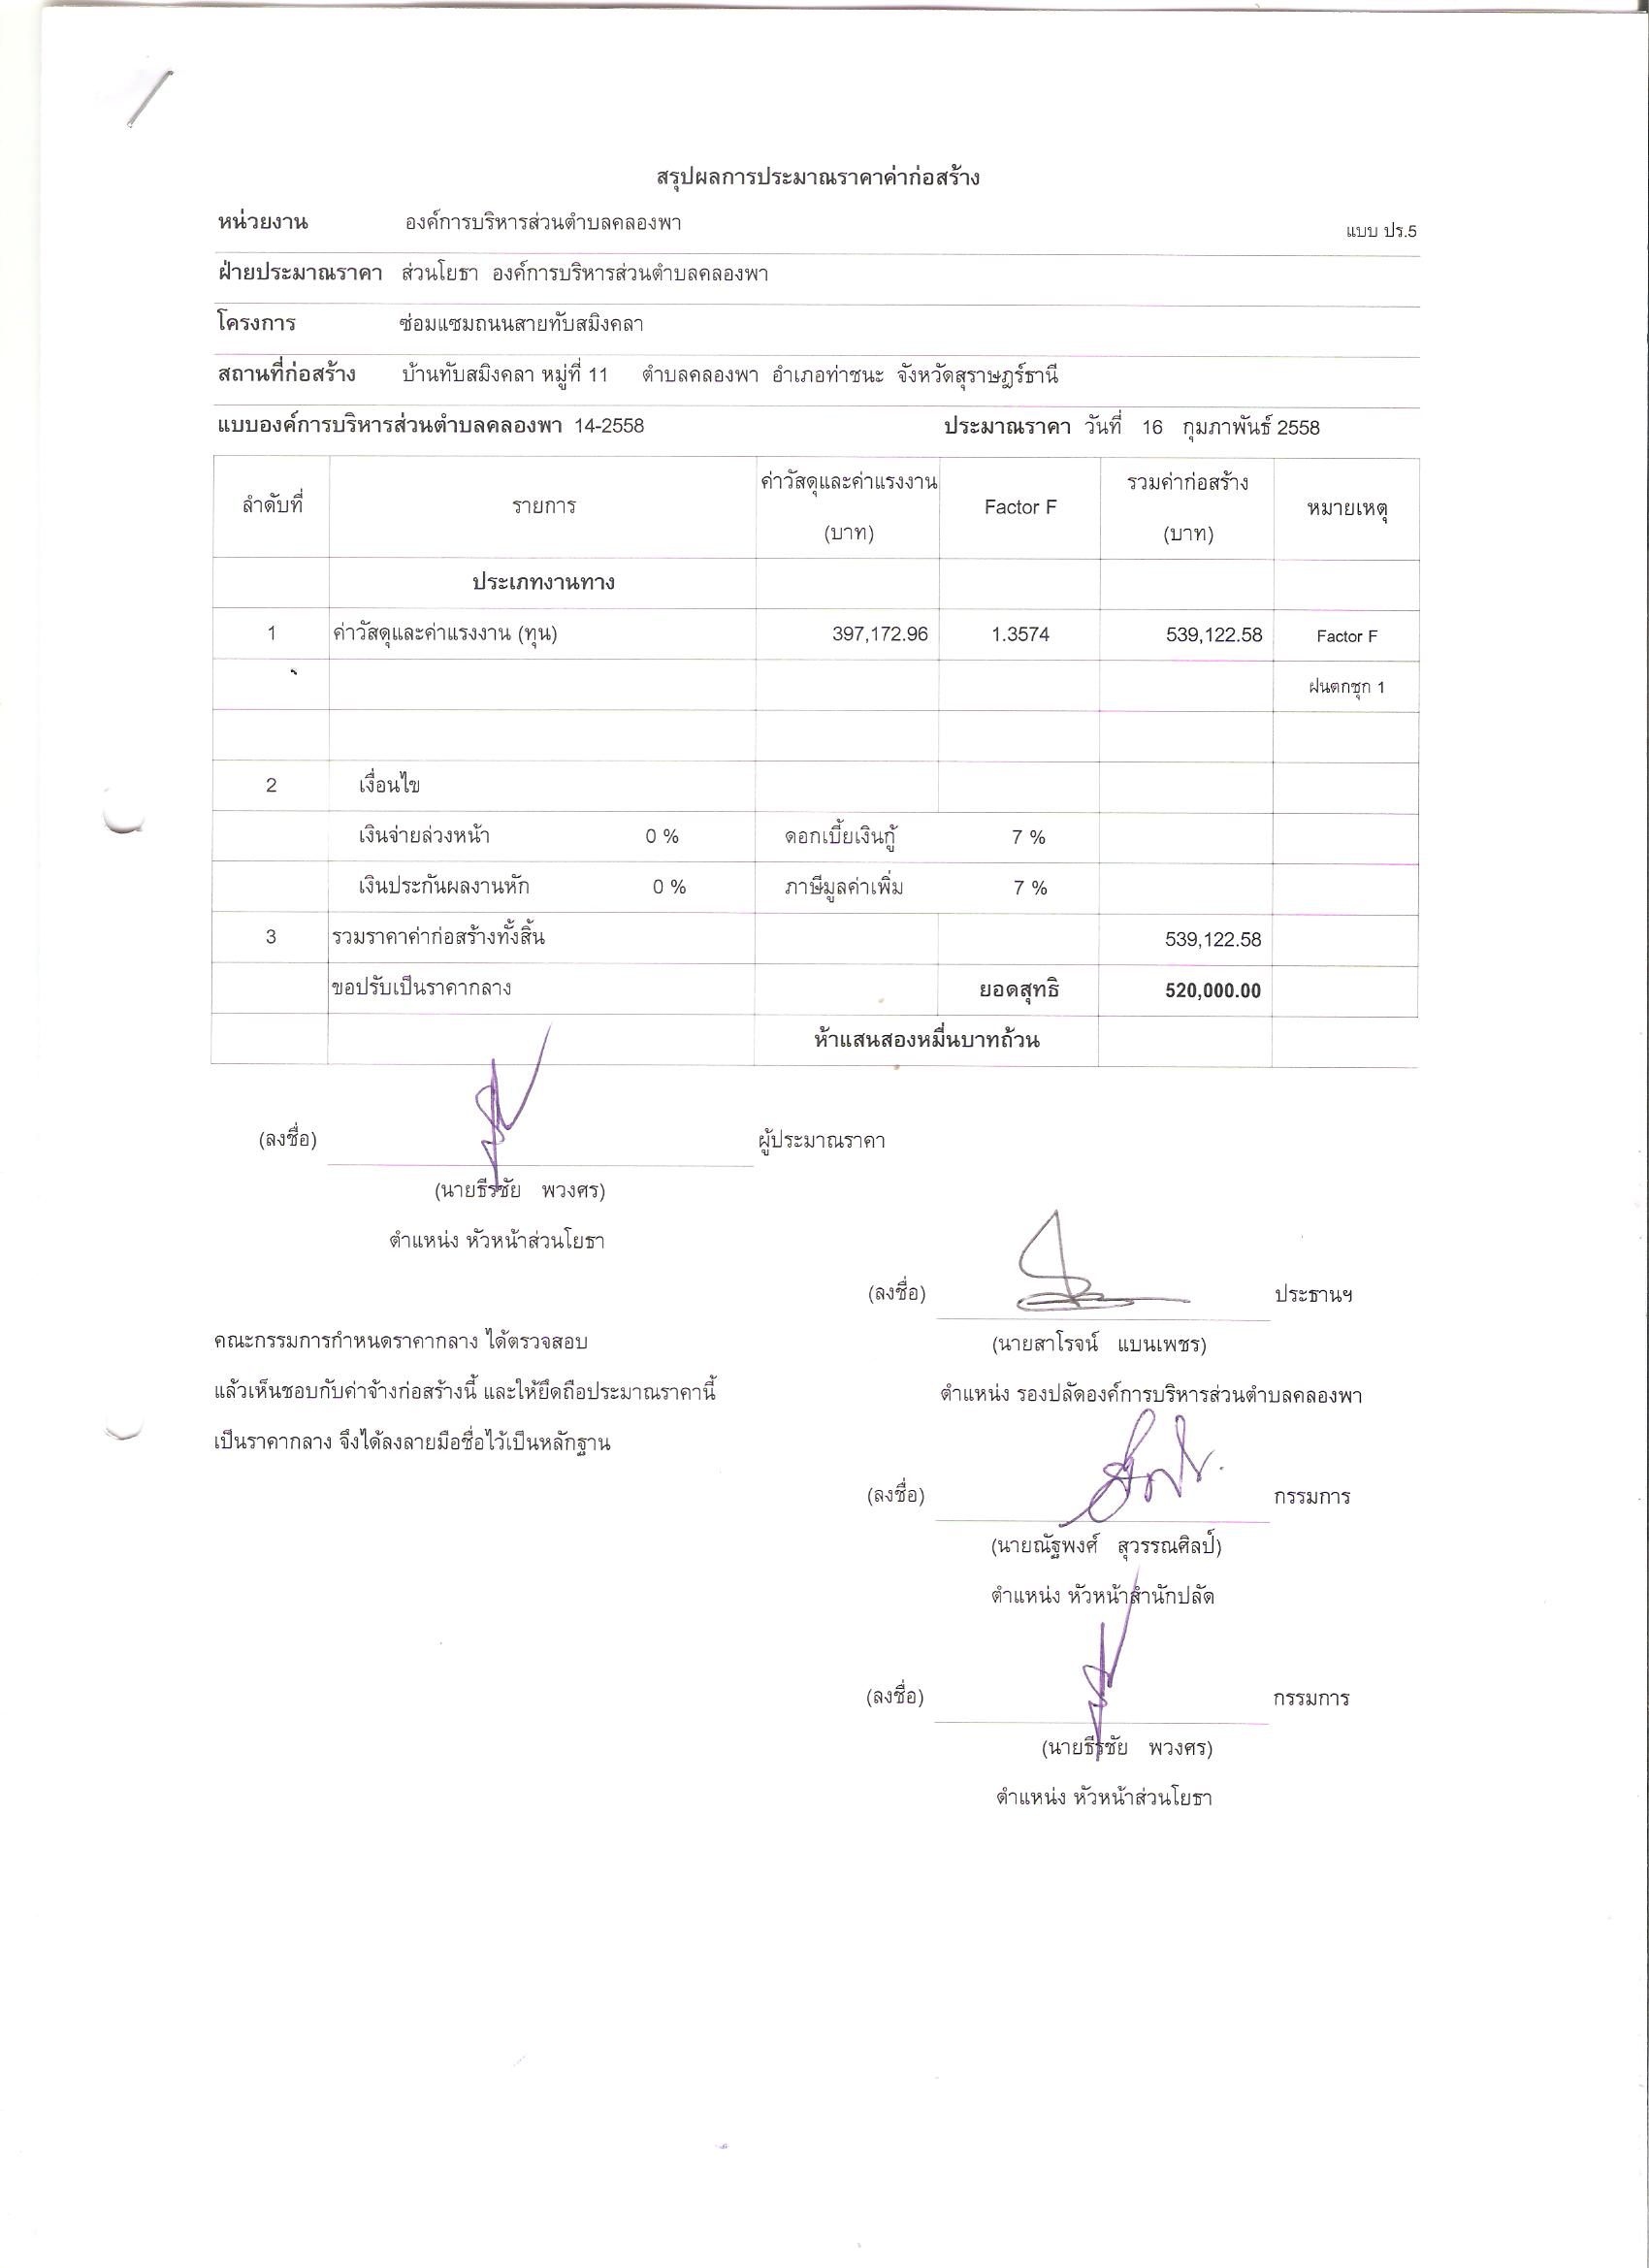 สรุปผลการประมาณราคาค่าก่อสร้าง
หน่วยงาน องค์การบริหารส่วนตำบลคลองพา แบบ ปร.5
ฝ่ายประมาณราคา ส่วนโยธา องค์การบริหารส่วนตำบลคลองพา
โครงการ ซ่อมแซมถนนสายทับสมิงคลา
สถานที่ก่อสร้าง บ้านทับสมิงคลา หมู่ที่ 11 ตำบลคลองพา อำเภอท่าชนะ จังหวัดสุราษฎร์ธานี
แบบองค์การบริหารส่วนตำบลคลองพา 14-2558 ประมาณราคา วันที่ 16 กุมภาพันธ์ 2558
ลำดับที่ รายการ ค่าวัสดุและค่าแรงงาน (บาท) Factor F รวมค่าก่อสร้าง (บาท) หมายเหตุ
ประเภทงานทาง
1 ค่าวัสดุและค่าแรงงาน (ทุน) 397,172.96 1.3574 539,122.58 Factor F
ฝนตกชุก 1
2 เงื่อนไข
เงินจ่ายล่วงหน้า 0 % ดอกเบี้ยเงินกู้ 7 %
เงินประกันผลงานหัก 0 % ภาษีมูลค่าเพิ่ม 7 %
3 รวมราคาค่าก่อสร้างทั้งสิ้น 539,122.58
ขอปรับเป็นราคากลาง ยอดสุทธิ 520,000.00
ห้าแสนสองหมื่นบาทถ้วน
(ลงชื่อ) ผู้ประมาณราคา
(นายธีรชัย พวงศร)
ตำแหน่ง หัวหน้าส่วนโยธา
(ลงชื่อ) ประธานฯ
คณะกรรมการกำหนดราคากลาง ได้ตรวจสอบ (นายสาโรจน์ แบนเพชร)
แล้วเห็นชอบกับค่าจ้างก่อสร้างนี้ และให้ยึดถือประมาณราคานี้ ตำแหน่ง รองปลัดองค์การบริหารส่วนตำบลคลองพา
เป็นราคากลาง จึงได้ลงลายมือชื่อไว้เป็นหลักฐาน
(ลงชื่อ) กรรมการ
(นายณัฐพงศ์ สุวรรณศิลป์)
ตำแหน่ง หัวหน้าสำนักปลัด
(ลงชื่อ) กรรมการ
(นายธีรชัย พวงศร)
ตำแหน่ง หัวหน้าส่วนโยธา